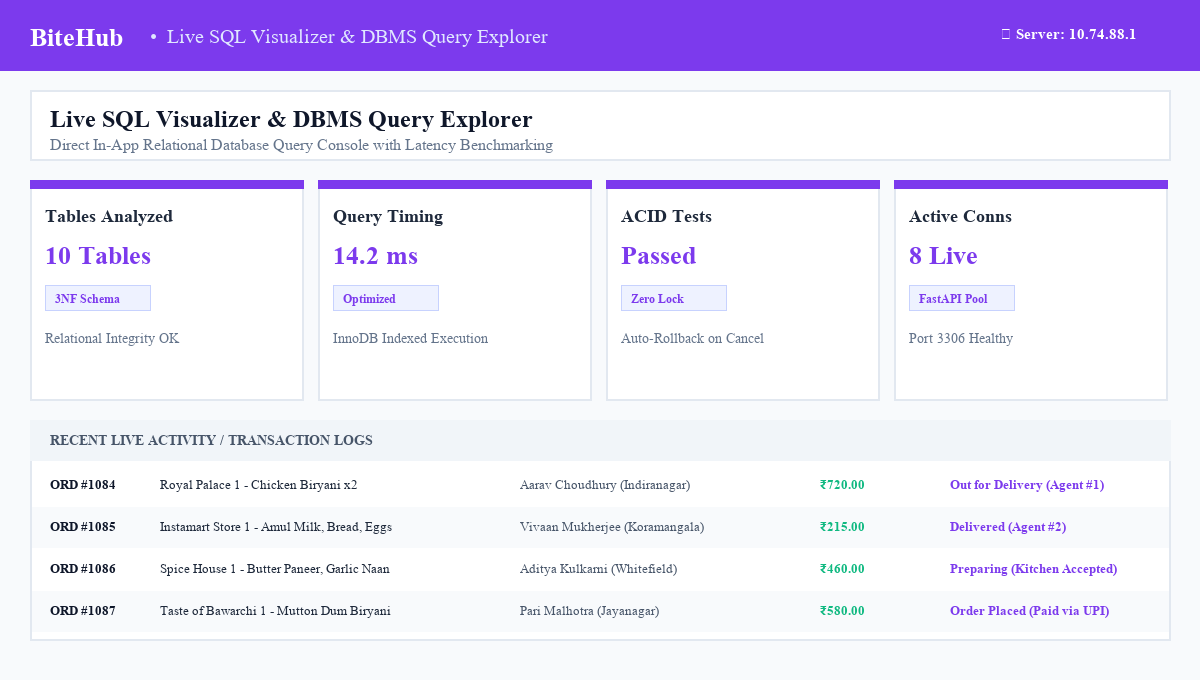 BiteHub • Live SQL Visualizer & DBMS Query Explorer Server: 10.74.88.1
Live SQL Visualizer & DBMS Query Explorer
Direct In-App Relational Database Query Console with Latency Benchmarking
Tables Analyzed
10 Tables
3NF Schema
Relational Integrity OK
Query Timing
14.2 ms
Optimized
InnoDB Indexed Execution
ACID Tests
Passed
Zero Lock
Auto-Rollback on Cancel
Active Conns
8 Live
FastAPI Pool
Port 3306 Healthy
RECENT LIVE ACTIVITY / TRANSACTION LOGS
ORD #1084 Royal Palace 1 - Chicken Biryani x2 Aarav Choudhury (Indiranagar) ₹720.00 Out for Delivery (Agent #1)
ORD #1085 Instamart Store 1 - Amul Milk, Bread, Eggs Vivaan Mukherjee (Koramangala) ₹215.00 Delivered (Agent #2)
ORD #1086 Spice House 1 - Butter Paneer, Garlic Naan Aditya Kulkarni (Whitefield) ₹460.00 Preparing (Kitchen Accepted)
ORD #1087 Taste of Bawarchi 1 - Mutton Dum Biryani Pari Malhotra (Jayanagar) ₹580.00 Order Placed (Paid via UPI)